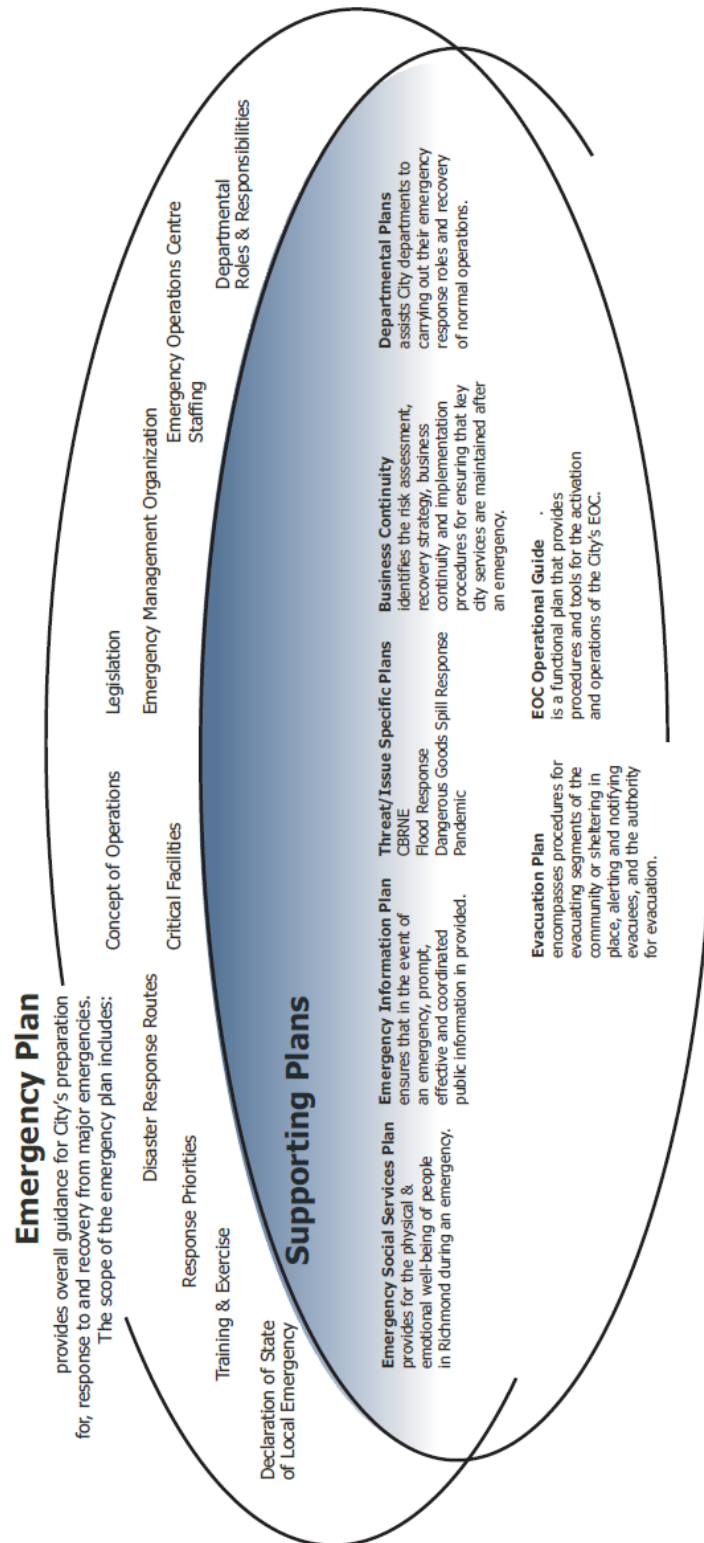 Emergency Plan
provides overall guidance for City's preparation
for, response to and recovery from major emergencies.
The scope of the emergency plan includes:
Declaration of State
of Local Emergency
Training & Exercise
Response Priorities
Disaster Response Routes
Concept of Operations
Critical Facilities
Legislation
Emergency Management Organization
Emergency Operations Centre
Staffing
Departmental
Roles & Responsibilities
Supporting Plans
Emergency Social Services Plan
provides for the physical &
emotional well-being of people
in Richmond during an emergency.
Emergency Information Plan
ensures that in the event of
an emergency, prompt,
effective and coordinated
public information in provided.
Threat/Issue Specific Plans
CBRNE
Flood Response
Dangerous Goods Spill Response
Pandemic
Business Continuity
identifies the risk assessment,
recovery strategy, business
continuity and implementation
procedures for ensuring that key
city services are maintained after
an emergency.
Departmental Plans
assists City departments to
carrying out their emergency
response roles and recovery
of normal operations.
Evacuation Plan
encompasses procedures for
evacuating segments of the
community or sheltering in
place, alerting and notifying
evacuees, and the authority
for evacuation.
EOC Operational Guide
is a functional plan that provides
procedures and tools for the activation
and operations of the City's EOC.